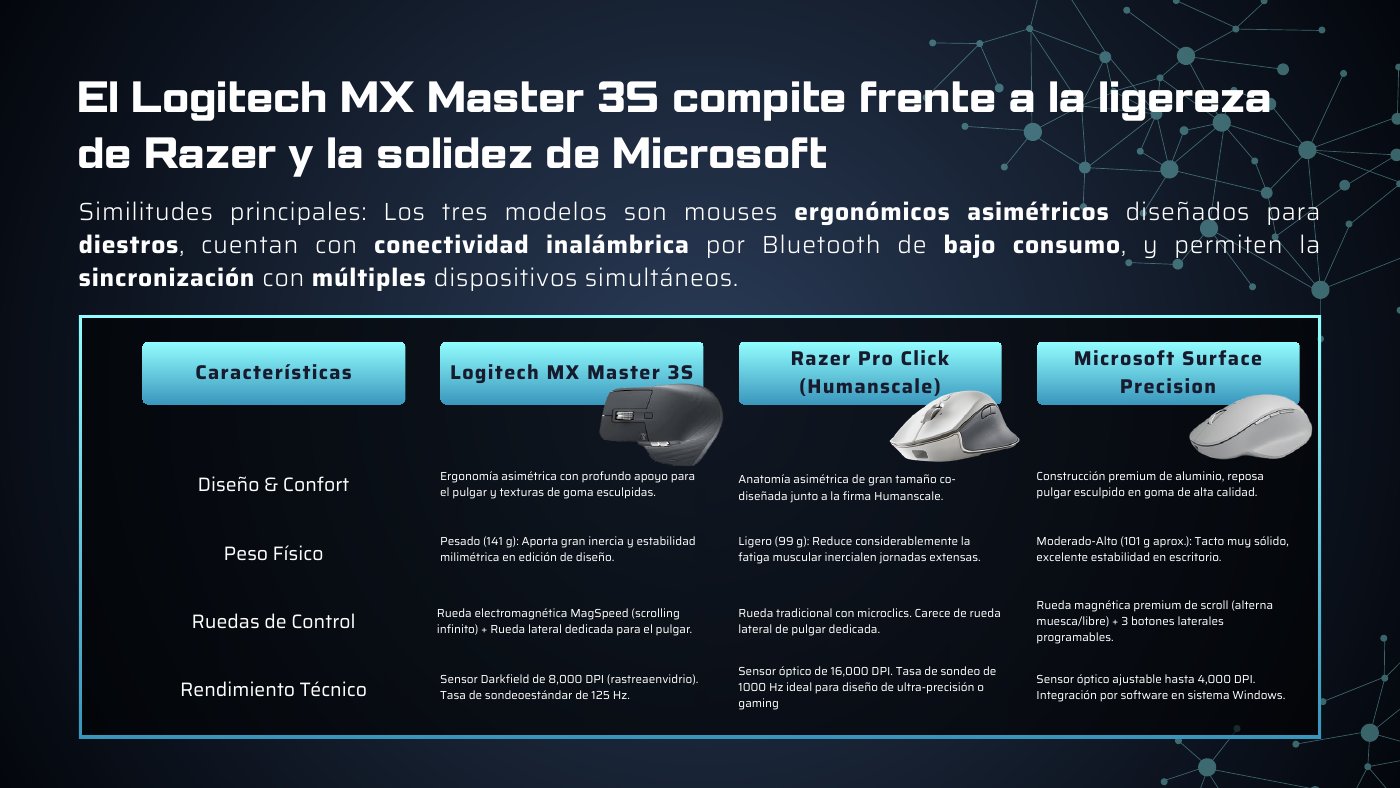 El Logitech MX Master 3S compite frente a la ligereza
de Razer y la solidez de Microsoft
Similitudes principales: Los tres modelos son mouses ergonómicos asimétricos diseñados para
diestros, cuentan con conectividad inalámbrica por Bluetooth de bajo consumo, y permiten la
sincronización con múltiples dispositivos simultáneos.
Características
Logitech MX Master 3S
Razer Pro Click
(Humanscale)
Microsoft Surface
Precision
Diseño & Confort
Ergonomía asimétrica con profundo apoyo para
el pulgar y texturas de goma esculpidas.
Anatomía asimétrica de gran tamaño co-
diseñada junto a la firma Humanscale.
Construcción premium de aluminio, reposa
pulgar esculpido en goma de alta calidad.
Peso Físico
Pesado (141 g): Aporta gran inercia y estabilidad
milimétrica en edición de diseño.
Ligero (99 g): Reduce considerablemente la
fatiga muscular inercialen jornadas extensas.
Moderado-Alto (101 g aprox.): Tacto muy sólido,
excelente estabilidad en escritorio.
Ruedas de Control
Rueda electromagnética MagSpeed (scrolling
infinito) + Rueda lateral dedicada para el pulgar.
Rueda tradicional con microclics. Carece de rueda
lateral de pulgar dedicada.
Rueda magnética premium de scroll (alterna
muesca/libre) + 3 botones laterales
programables.
Rendimiento Técnico
Sensor Darkfield de 8,000 DPI (rastreaenvidrio).
Tasa de sondeoestándar de 125 Hz.
Sensor óptico de 16,000 DPI. Tasa de sondeo de
1000 Hz ideal para diseño de ultra-precisión o
gaming
Sensor óptico ajustable hasta 4,000 DPI.
Integración por software en sistema Windows.